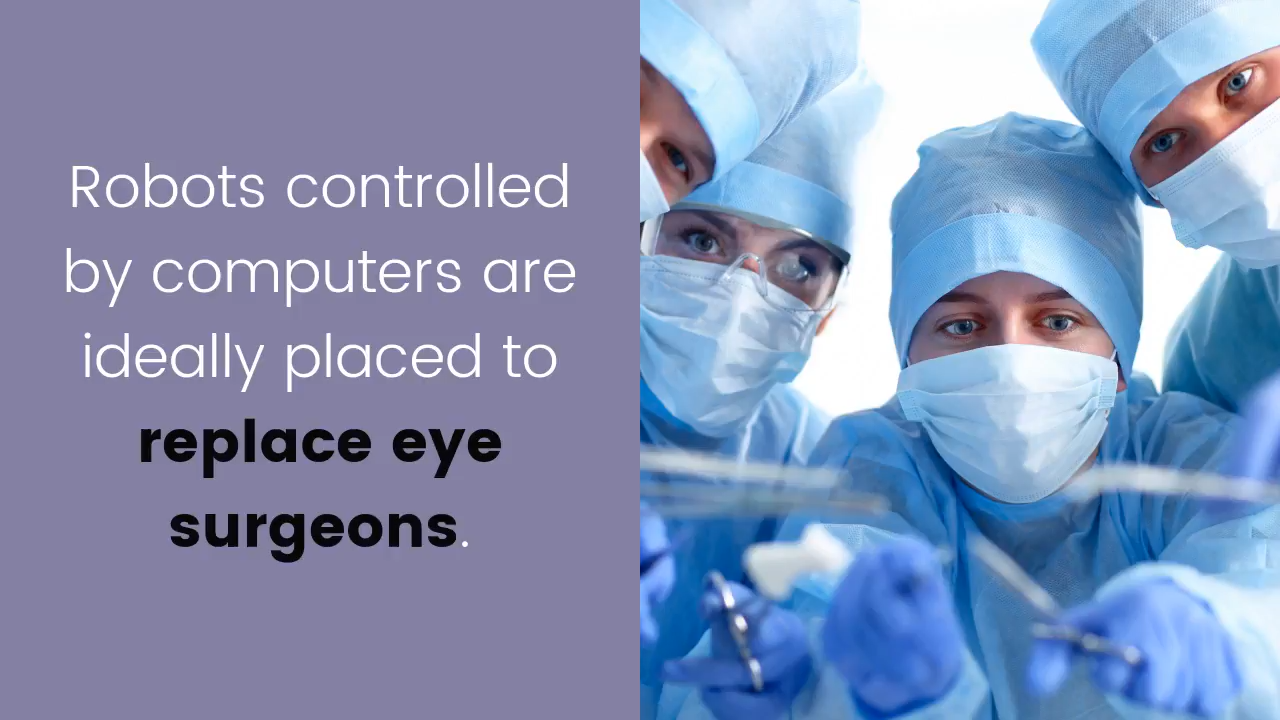 Robots controlled
by computers are
ideally placed to
replace eye
surgeons.